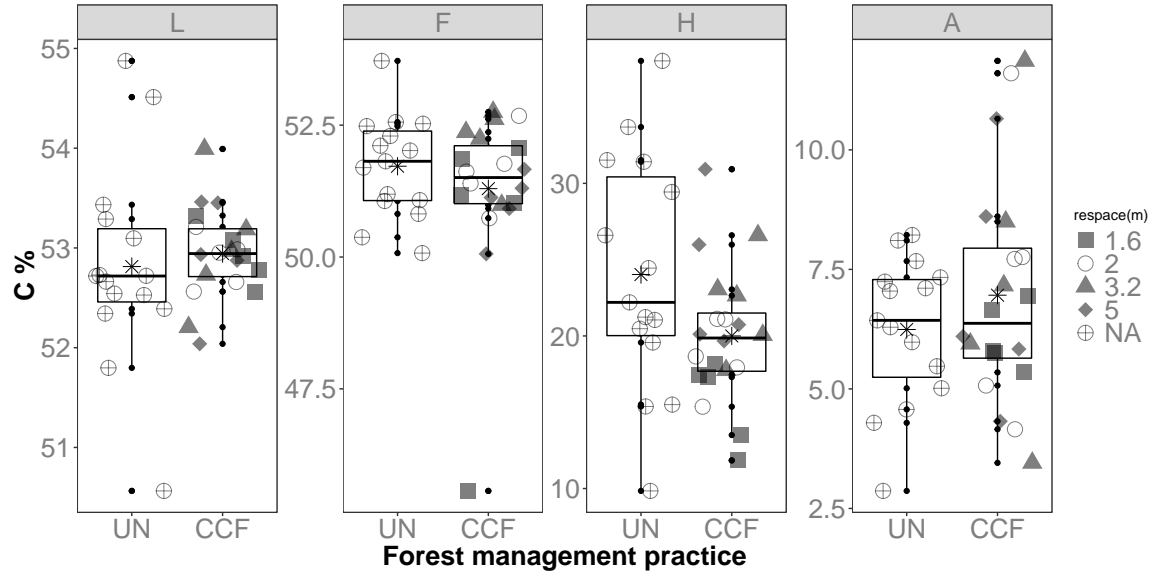 L
F
H
A
C %
55
54
53
52
51
52.5
50.0
47.5
30
20
10
10.0
7.5
5.0
2.5
UN
CCF
UN
CCF
UN
CCF
UN
CCF
Forest management practice
respace(m)
1.6
2
3.2
5
NA